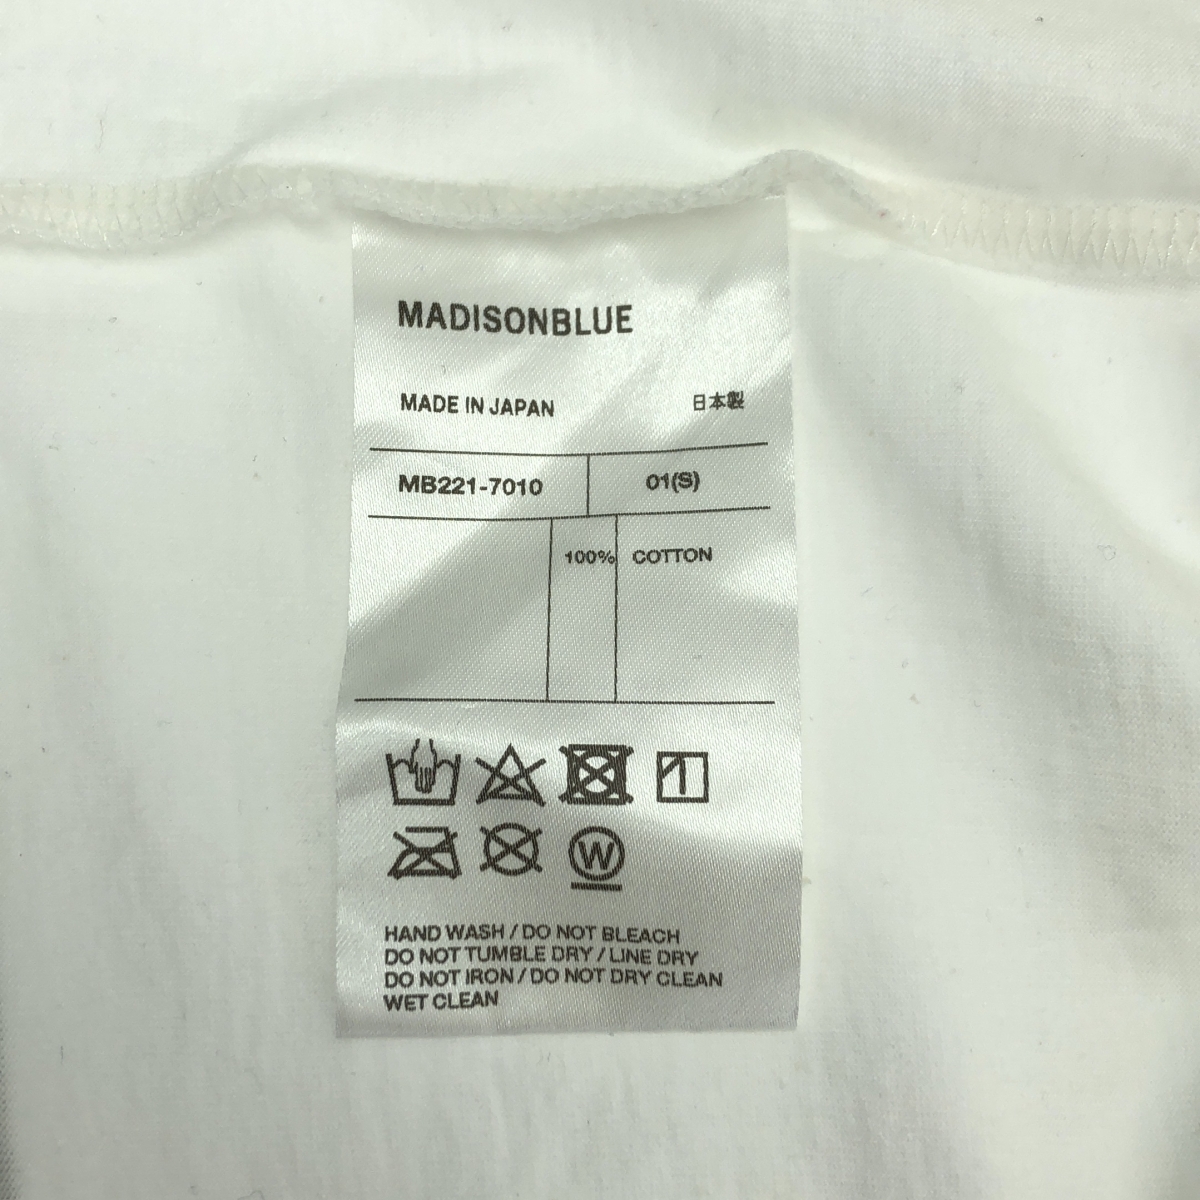 MADISONBLUE
MADE IN JAPAN 日本製
MB221-7010 01(S)
100% COTTON
W
HAND WASH / DO NOT BLEACH
DO NOT TUMBLE DRY / LINE DRY
DO NOT IRON / DO NOT DRY CLEAN
WET CLEAN